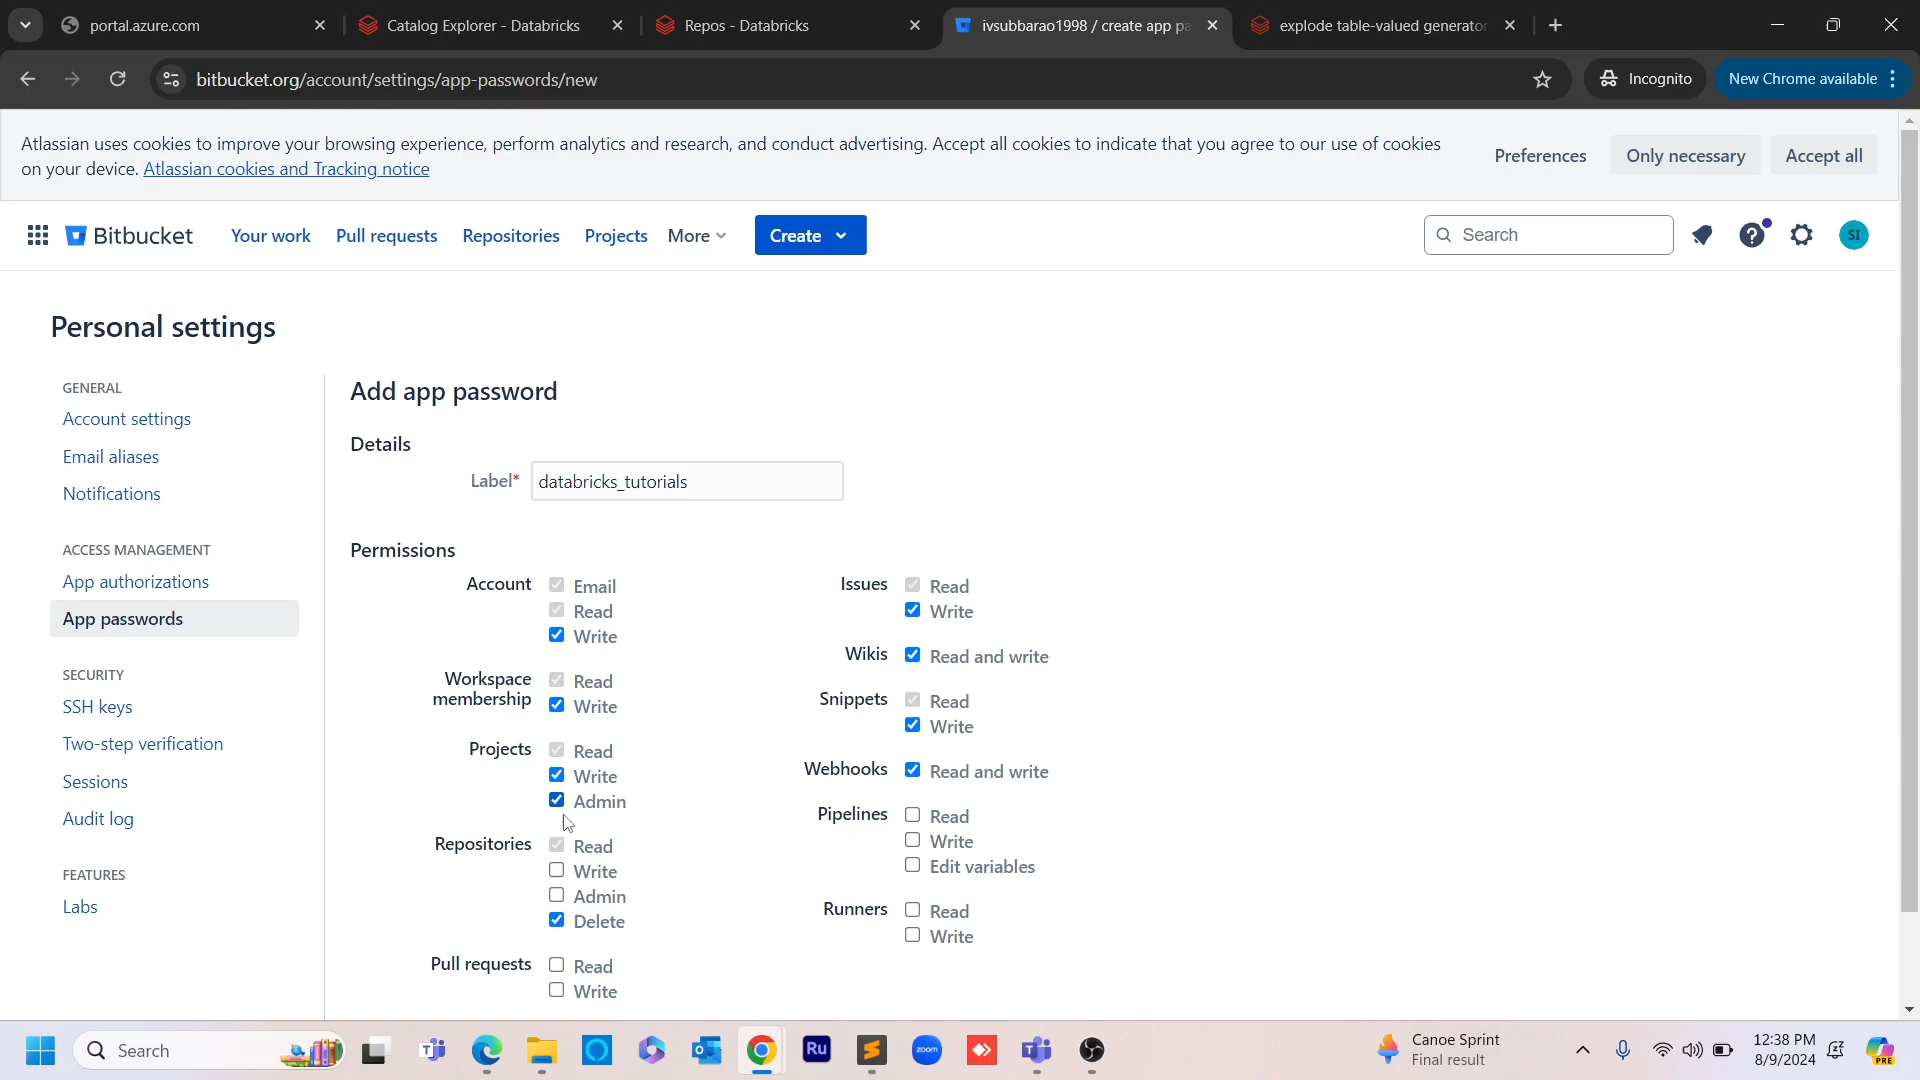 portal.azure.com
Catalog Explorer - Databricks
Repos - Databricks
ivsubbarao1998 / create app pa
explode table-valued generator
bitbucket.org/account/settings/app-passwords/new
Incognito
New Chrome available
Atlassian uses cookies to improve your browsing experience, perform analytics and research, and conduct advertising. Accept all cookies to indicate that you agree to our use of cookies
on your device. Atlassian cookies and Tracking notice
Preferences
Only necessary
Accept all
Bitbucket
Your work
Pull requests
Repositories
Projects
More
Create
Search
SI
Personal settings
GENERAL
Account settings
Email aliases
Notifications
ACCESS MANAGEMENT
App authorizations
App passwords
SECURITY
SSH keys
Two-step verification
Sessions
Audit log
FEATURES
Labs
Add app password
Details
Label* databricks_tutorials
Permissions
Account Email
Read
Write
Workspace membership Read
Write
Projects Read
Write
Admin
Repositories Read
Write
Admin
Delete
Pull requests Read
Write
Issues Read
Write
Wikis Read and write
Snippets Read
Write
Webhooks Read and write
Pipelines Read
Write
Edit variables
Runners Read
Write
Search
Ru
zoom
Canoe Sprint
Final result
12:38 PM
8/9/2024
PRE